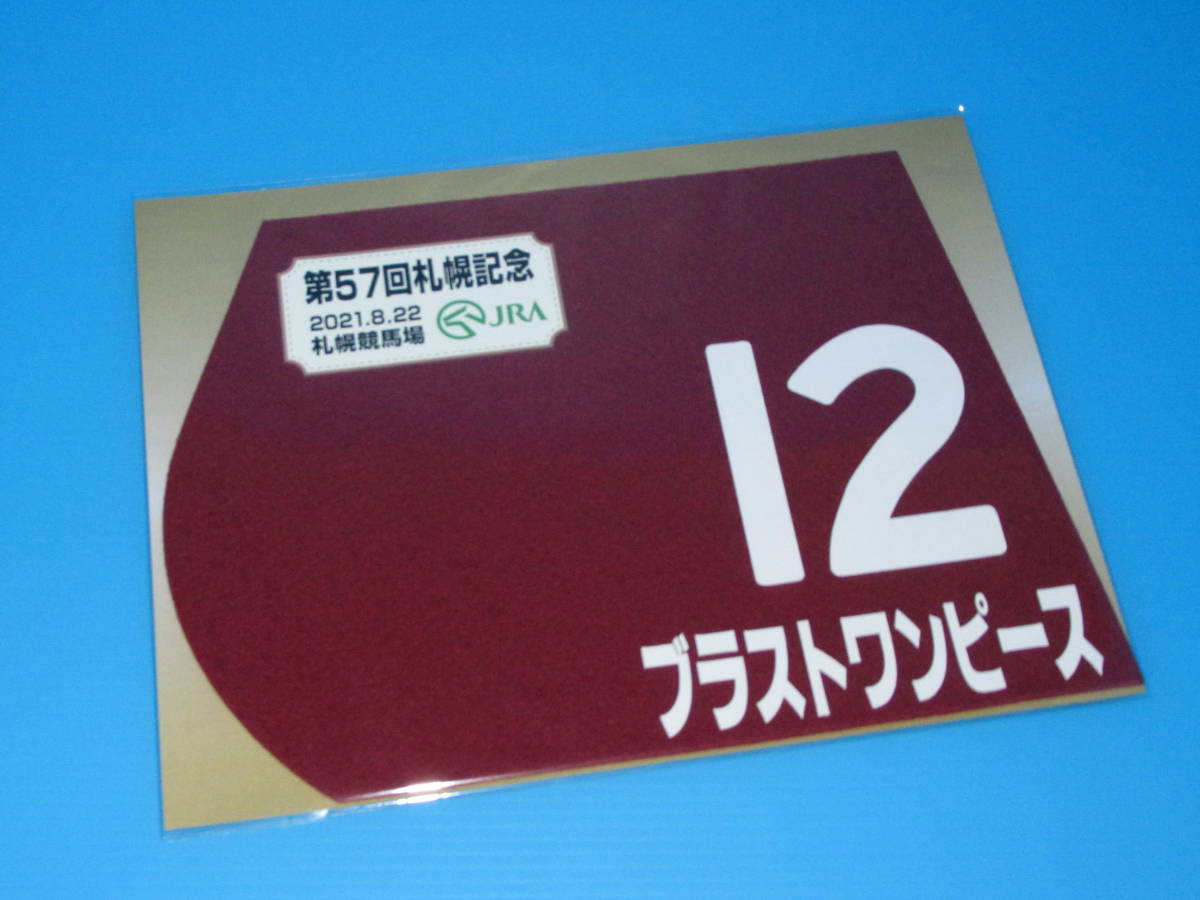 第57回札幌記念
2021.8.22
札幌競馬場
JRA
12
ブラストワンピース